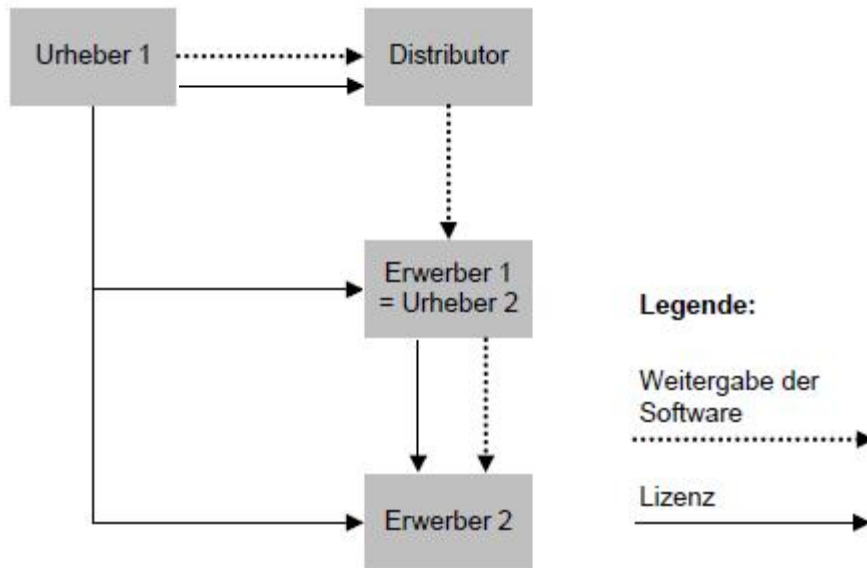 Urheber 1
Distributor
Erwerber 1
= Urheber 2
Legende:
Weitergabe der
Software
Lizenz
Erwerber 2